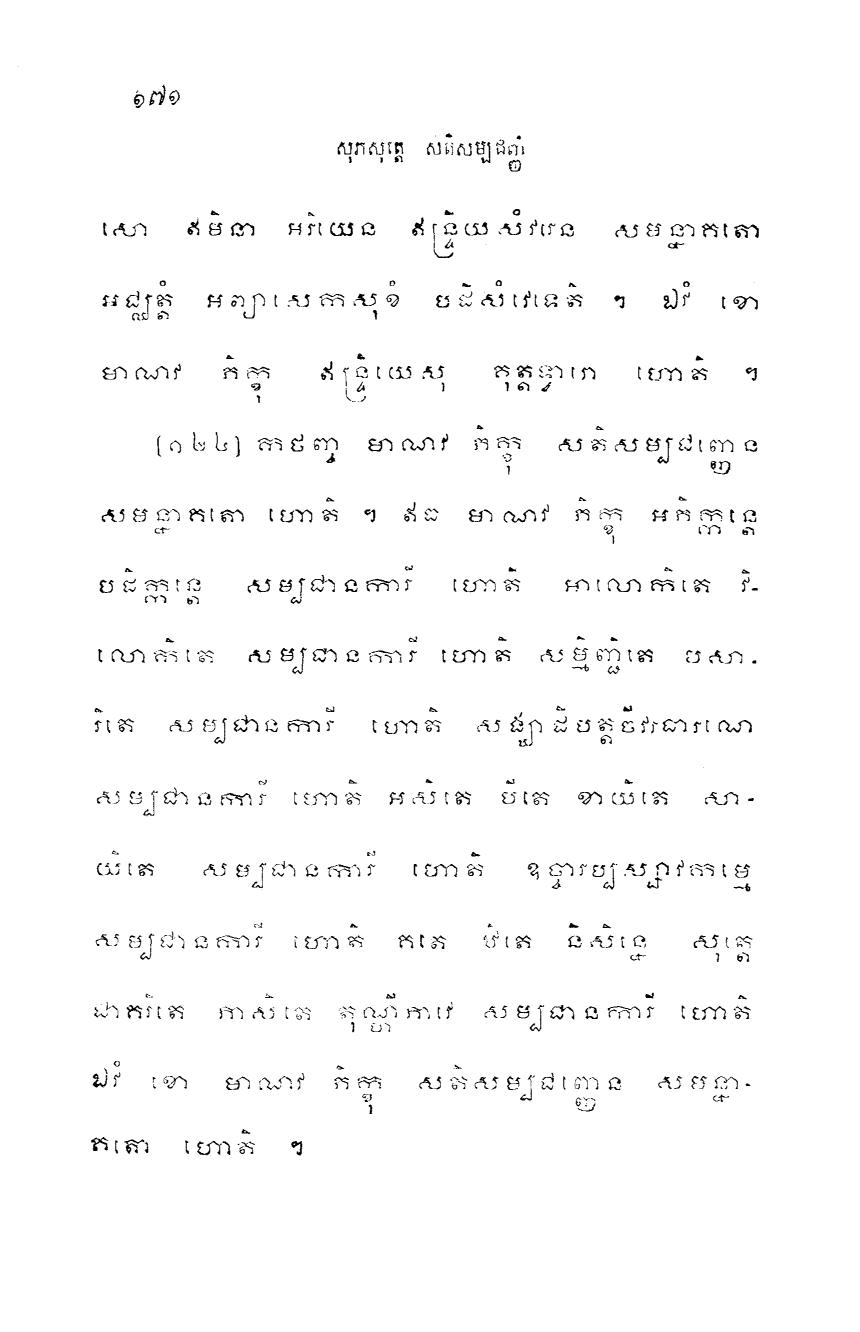 ១៧១
សុភសុត្តេ សតិសម្បជញ្ញំ
សោ ឥមិនា អរិយេន ឥន្ទ្រិយសំវរេន សមន្នាគតោ
អជ្ឈត្តំ អព្យាសេកសុខំ បដិសំវេទេតិ ។ ឯវំ ខោ
មាណវ ភិក្ខុ ឥន្ទ្រិយេសុ គុត្តទ្វារោ ហោតិ ។
[១២៤] កថញ្ច មាណវ ភិក្ខុ សតិសម្បជញ្ញេន
សមន្នាគតោ ហោតិ ។ ឥធ មាណវ ភិក្ខុ អភិក្កន្តេ
បដិក្កន្តេ សម្បជានការី ហោតិ អាលោកិតេ វិ-
លោកិតេ សម្បជានការី ហោតិ សម្មិញ្ជិតេ បសា-
រិតេ សម្បជានការី ហោតិ សង្ឃាដិបត្តចីវរធារណេ
សម្បជានការី ហោតិ អសិតេ បីតេ ខាយិតេ សា-
យិតេ សម្បជានការី ហោតិ ឧច្ចារប្បស្សាវកម្មេ
សម្បជានការី ហោតិ គតេ ឋិតេ និសិន្នេ សុត្តេ
ជាគរិតេ ភាសិតេ តុណ្ហីភាវេ សម្បជានការី ហោតិ
ឯវំ ខោ មាណវ ភិក្ខុ សតិសម្បជញ្ញេន សមន្នា-
គតោ ហោតិ ។